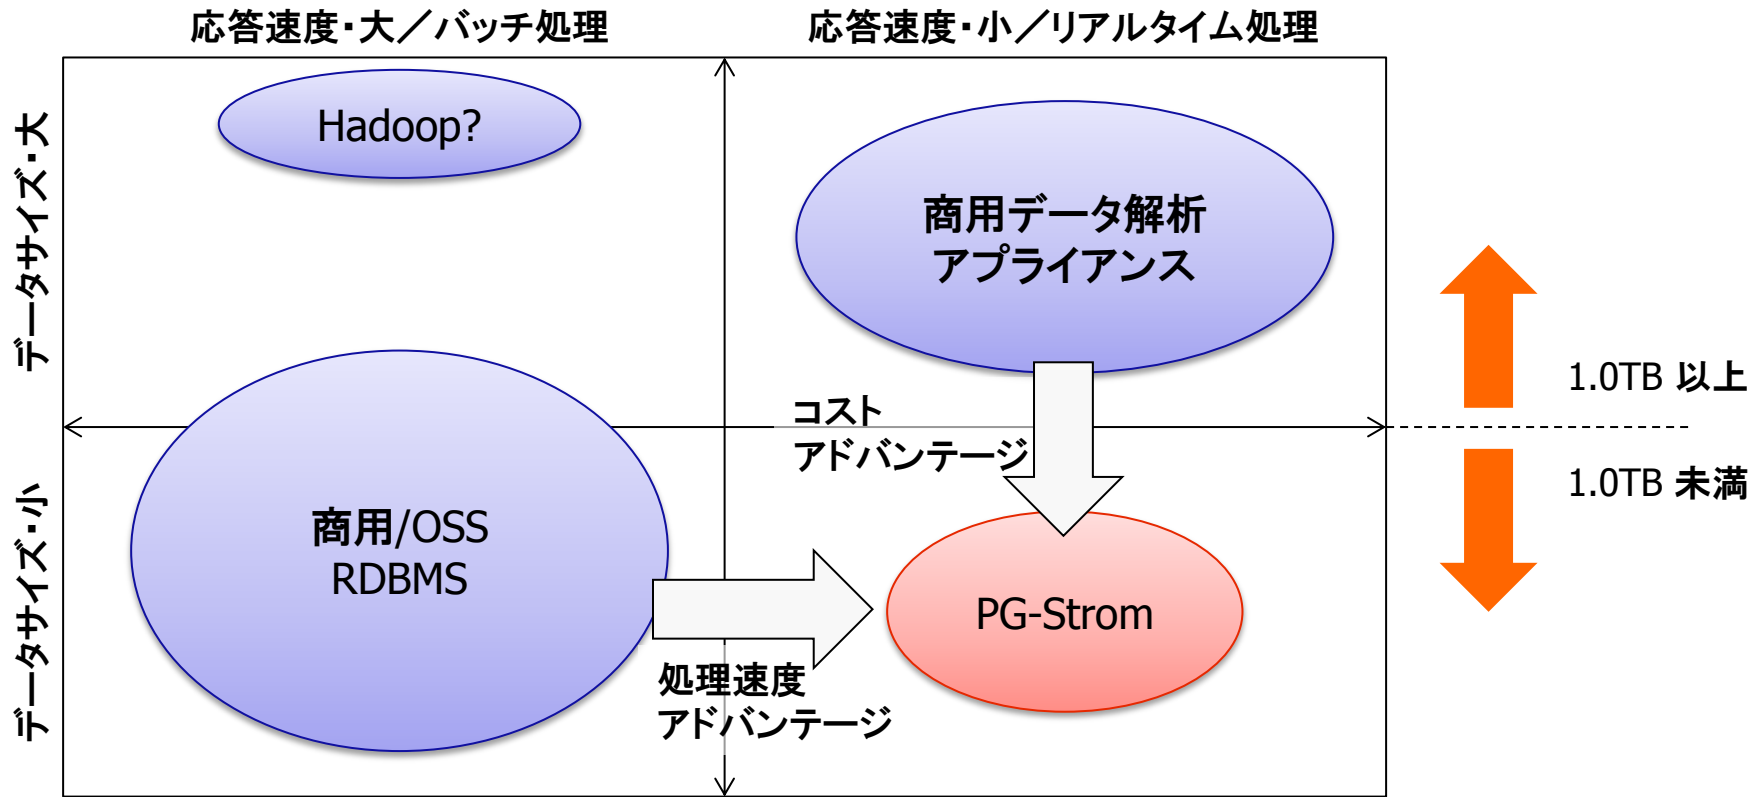 応答速度・大／バッチ処理
応答速度・小／リアルタイム処理
データサイズ・大
Hadoop?
商用データ解析
アプライアンス
1.0TB 以上
コスト
アドバンテージ
1.0TB 未満
データサイズ・小
商用/OSS
RDBMS
PG-Strom
処理速度
アドバンテージ